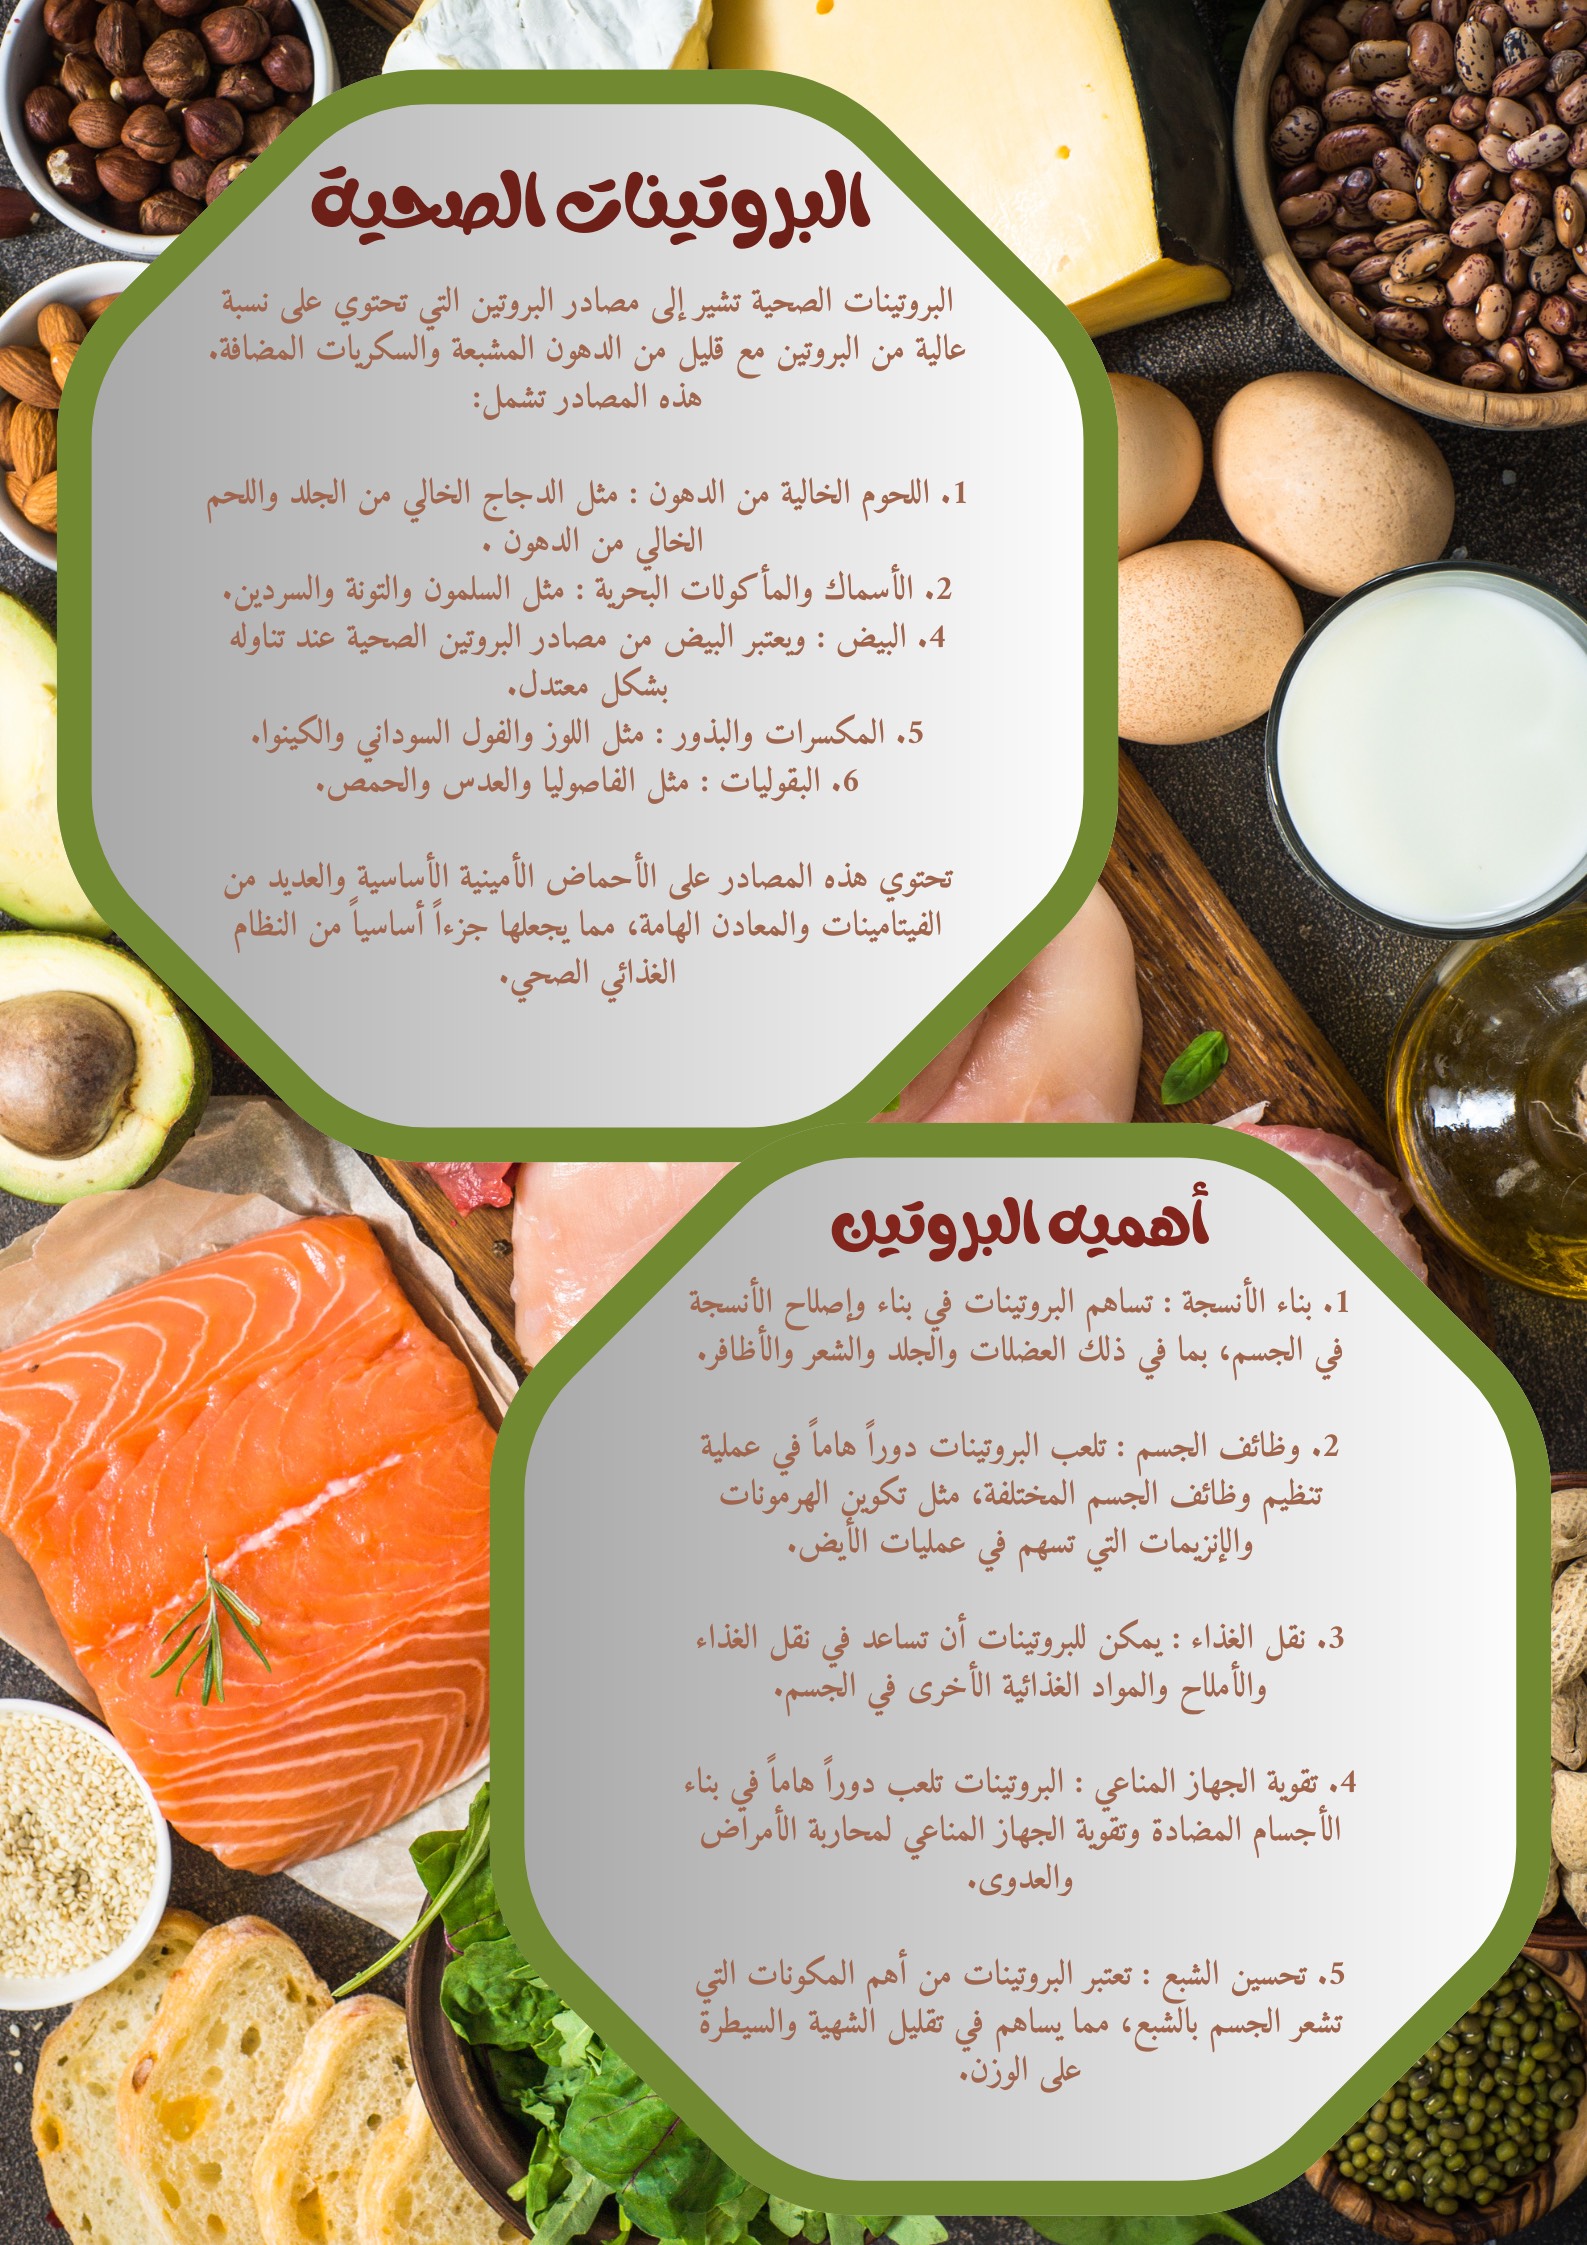 البروتينات الصحية
البروتينات الصحية تشير إلى مصادر البروتين التي تحتوي على نسبة
عالية من البروتين مع قليل من الدهون المشبعة والسكريات المضافة.
هذه المصادر تشمل:
1. اللحوم الخالية من الدهون : مثل الدجاج الخالي من الجلد واللحم
الخالي من الدهون .
2. الأسماك والمأكولات البحرية : مثل السلمون والتونة والسردين.
4. البيض : ويعتبر البيض من مصادر البروتين الصحية عند تناوله
بشكل معتدل.
5. المكسرات والبذور : مثل اللوز والفول السوداني والكينوا.
6. البقوليات : مثل الفاصوليا والعدس والحمص.
تحتوي هذه المصادر على الأحماض الأمينية الأساسية والعديد من
الفيتامينات والمعادن الهامة، مما يجعلها جزءاً أساسياً من النظام
الغذائي الصحي.
أهميه البروتين
1. بناء الأنسجة : تساهم البروتينات في بناء وإصلاح الأنسجة
في الجسم، بما في ذلك العضلات والجلد والشعر والأظافر.
2. وظائف الجسم : تلعب البروتينات دوراً هاماً في عملية
تنظيم وظائف الجسم المختلفة، مثل تكوين الهرمونات
والإنزيمات التي تسهم في عمليات الأيض.
3. نقل الغذاء : يمكن للبروتينات أن تساعد في نقل الغذاء
والأملاح والمواد الغذائية الأخرى في الجسم.
4. تقوية الجهاز المناعي : البروتينات تلعب دوراً هاماً في بناء
الأجسام المضادة وتقوية الجهاز المناعي لمحاربة الأمراض
والعدوى.
5. تحسين الشبع : تعتبر البروتينات من أهم المكونات التي
تشعر الجسم بالشبع، مما يساهم في تقليل الشهية والسيطرة
على الوزن.